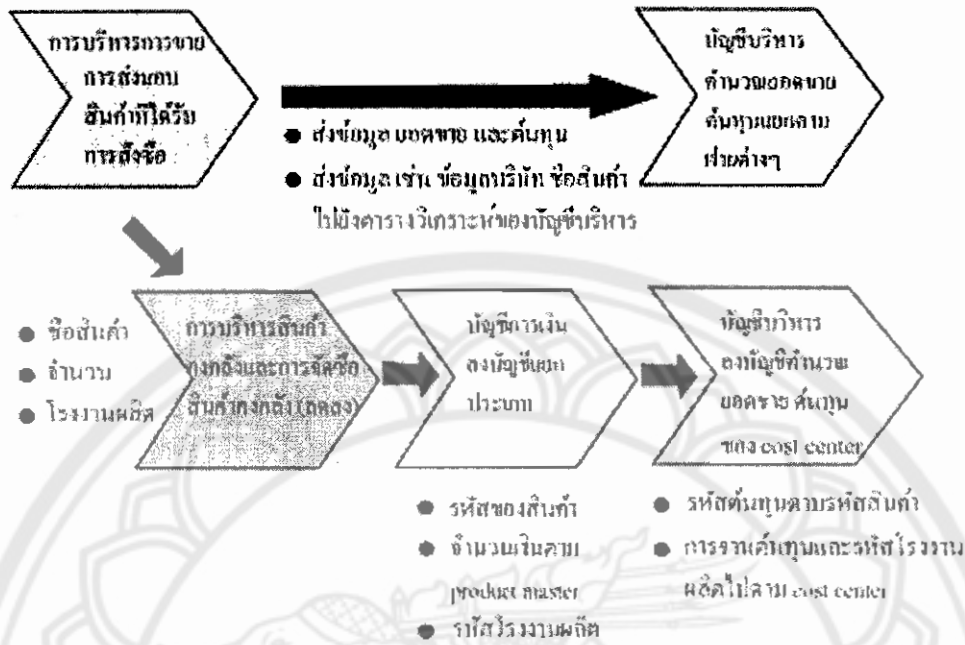 การบริหารการขาย
การส่งมอบ
สินค้าที่ได้รับ
การสั่งซื้อ
● ส่งข้อมูล ยอดขาย และต้นทุน
● ส่งข้อมูล เช่น ข้อมูลบริษัท ชื่อสินค้า
ไปยังตารางวิเคราะห์ของบัญชีบริหาร
บัญชีบริหาร
คำนวณยอดขาย
ต้นทุนแยกตาม
ฝ่ายต่างๆ
● ชื่อสินค้า
● จำนวน
● โรงงานผลิต
การบริหารสินค้า
คงคลังและการจัดซื้อ
สินค้าคงคลัง (ลดลง)
บัญชีการเงิน
ลงบัญชีแยก
ประเภท
บัญชีบริหาร
ลงบัญชีคำนวณ
ยอดขาย ต้นทุน
ของ cost center
● รหัสของสินค้า
● จำนวนเงินตาม
product master
● รหัสโรงงานผลิต
● รหัสต้นทุนตามรหัสสินค้า
● การงานต้นทุนและรหัสโรงงาน
ผลิตไปตาม cost center